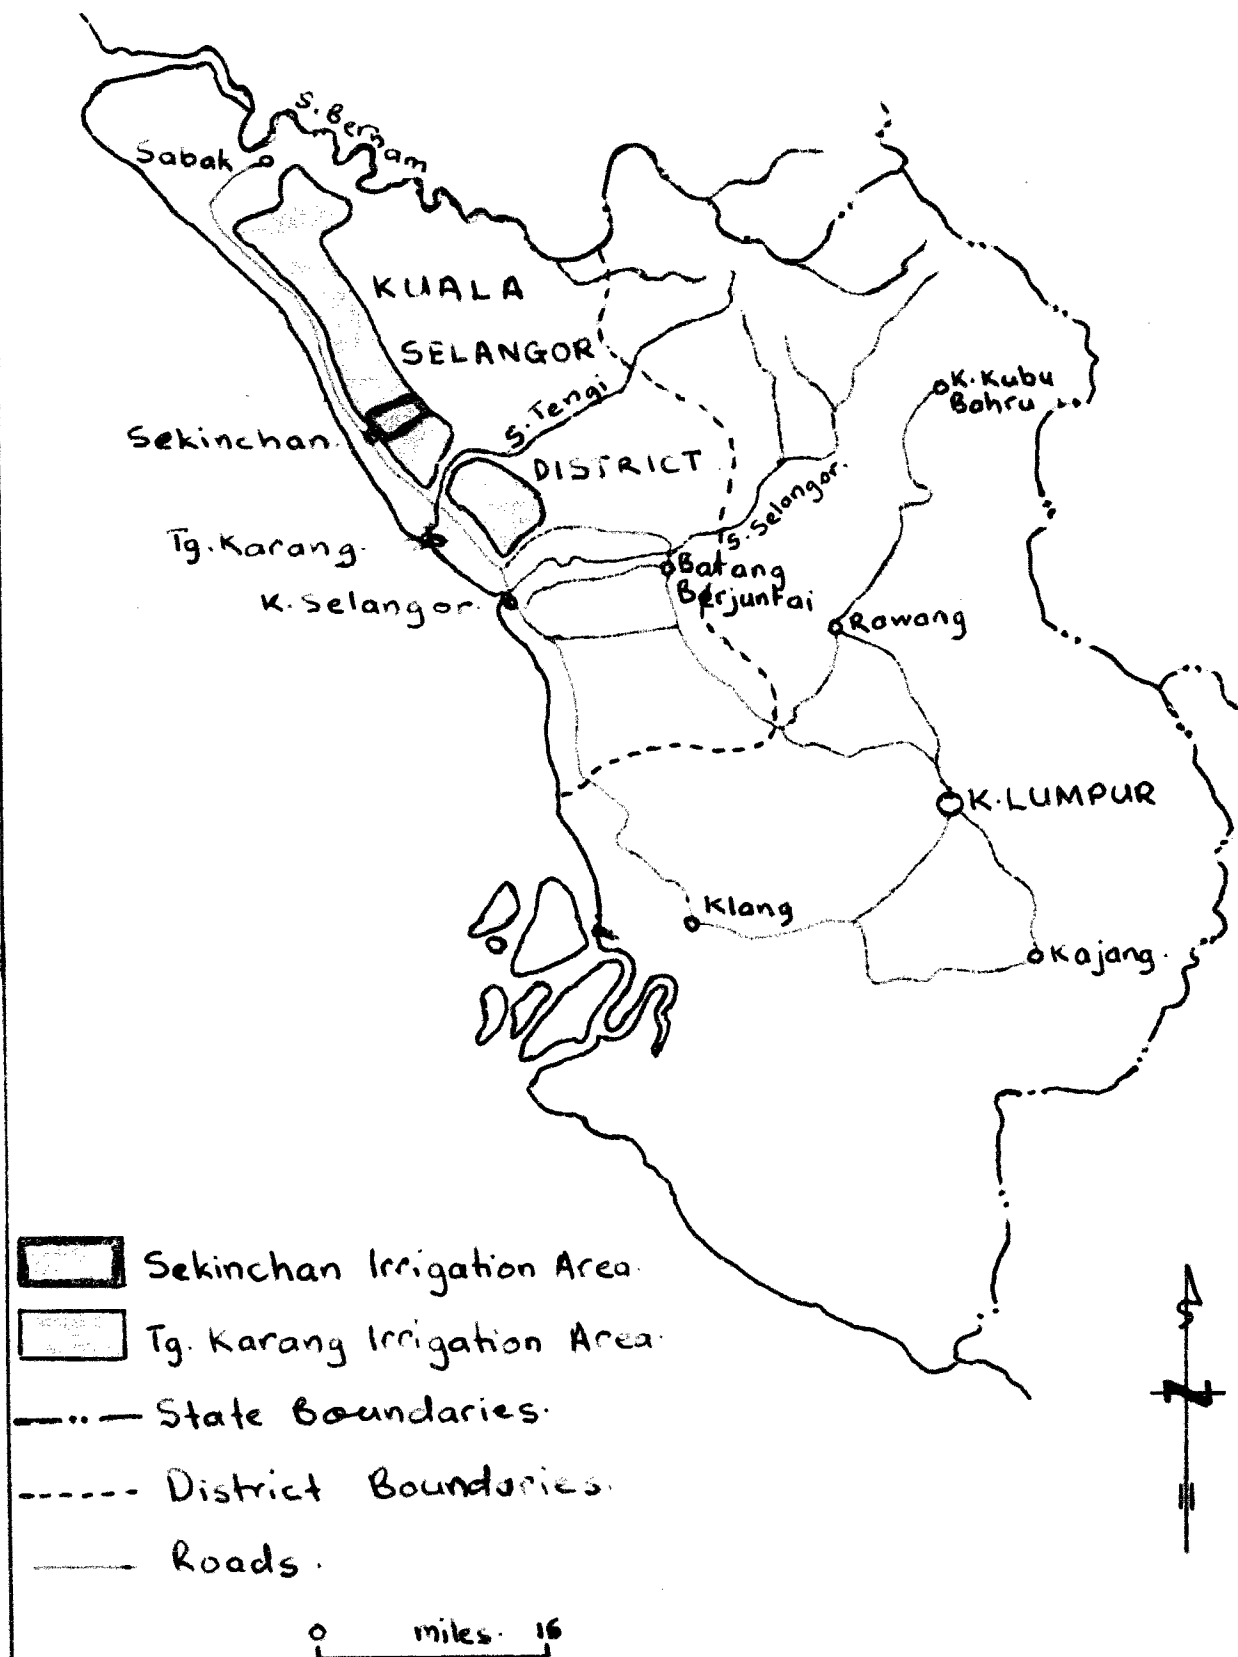 S. Bernam
Sabak
KUALA
SELANGOR
S. Tengi
K. Kubu
Bahru
Sekinchan
DISTRICT
S. Selangor.
Tg. Karang.
Batang
Berjuntai
K. Selangor.
Rawang
K. LUMPUR
Klang
Kajang.
Sekinchan Irrigation Area.
Tg. Karang Irrigation Area.
State Boundaries.
District Boundaries.
Roads.
0 miles. 16